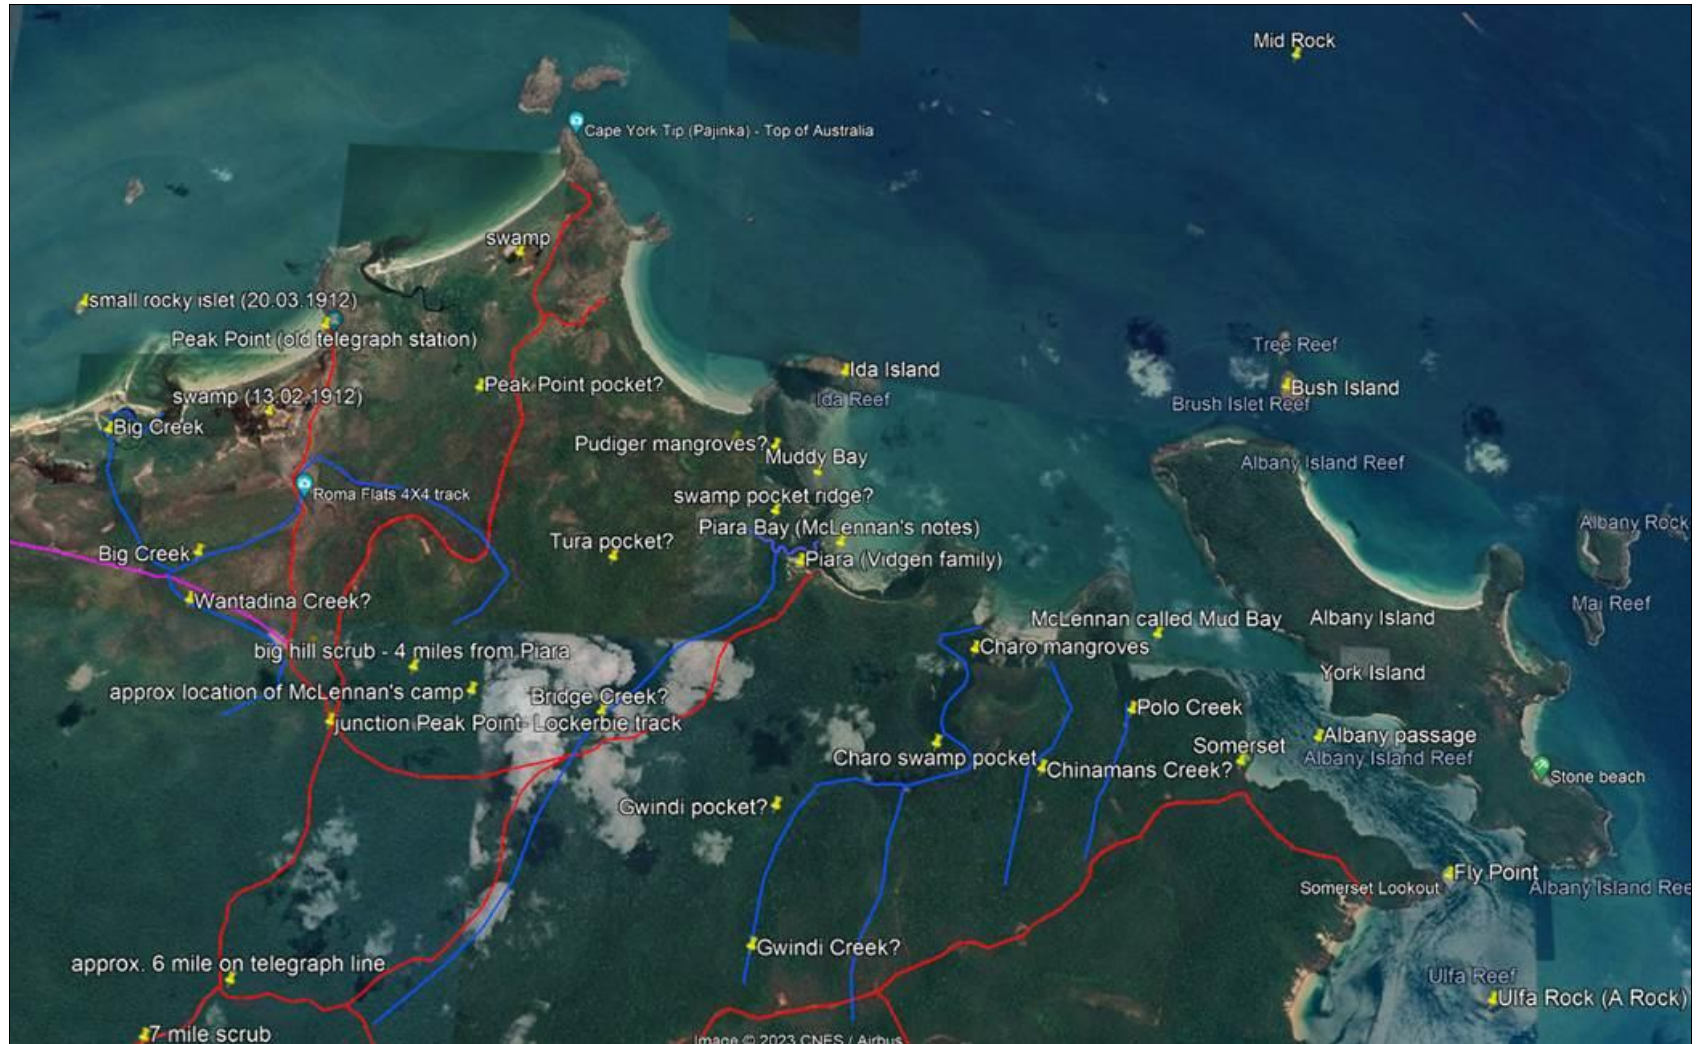 Mid Rock
Cape York Tip (Pajinka) - Top of Australia
swamp
small rocky islet (20.03.1912)
Peak Point (old telegraph station)
Tree Reef
Ida Island
Peak Point pocket?
Bush Island
swamp (13.02.1912)
Ida Reef
Brush Islet Reef
Big Creek
Pudiger mangroves?
Muddy Bay
Albany Island Reef
Roma Flats 4X4 track
swamp pocket ridge?
Piara Bay (McLennan's notes)
Albany Rock
Tura pocket?
Big Creek
Piara (Vidgen family)
Wantadina Creek?
Mai Reef
McLennan called Mud Bay
Albany Island
Charo mangroves
big hill scrub - 4 miles from Piara
York Island
approx location of McLennan's camp
Bridge Creek?
Polo Creek
junction Peak Point- Lockerbie track
Albany passage
Somerset
Charo swamp pocket
Albany Island Reef
Chinamans Creek?
Stone beach
Gwindi pocket?
Fly Point
Somerset Lookout
Albany Island Ree
Gwindi Creek?
approx. 6 mile on telegraph line
Ulfa Reef
Ulfa Rock (A Rock)
7 mile scrub
Image © 2023 CNES / Airbus